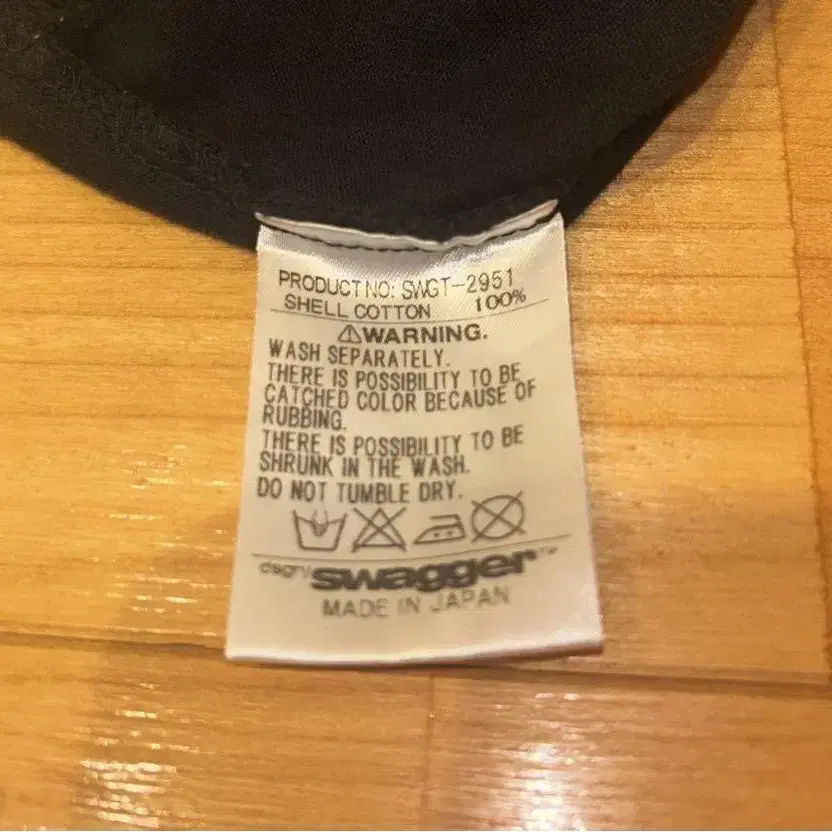 PRODUCT NO: SWGT-2951
SHELL COTTON 100%
⚠WARNING.
WASH SEPARATELY.
THERE IS POSSIBILITY TO BE
CATCHED COLOR BECAUSE OF
RUBBING.
THERE IS POSSIBILITY TO BE
SHRUNK IN THE WASH.
DO NOT TUMBLE DRY.
swagger™
MADE IN JAPAN